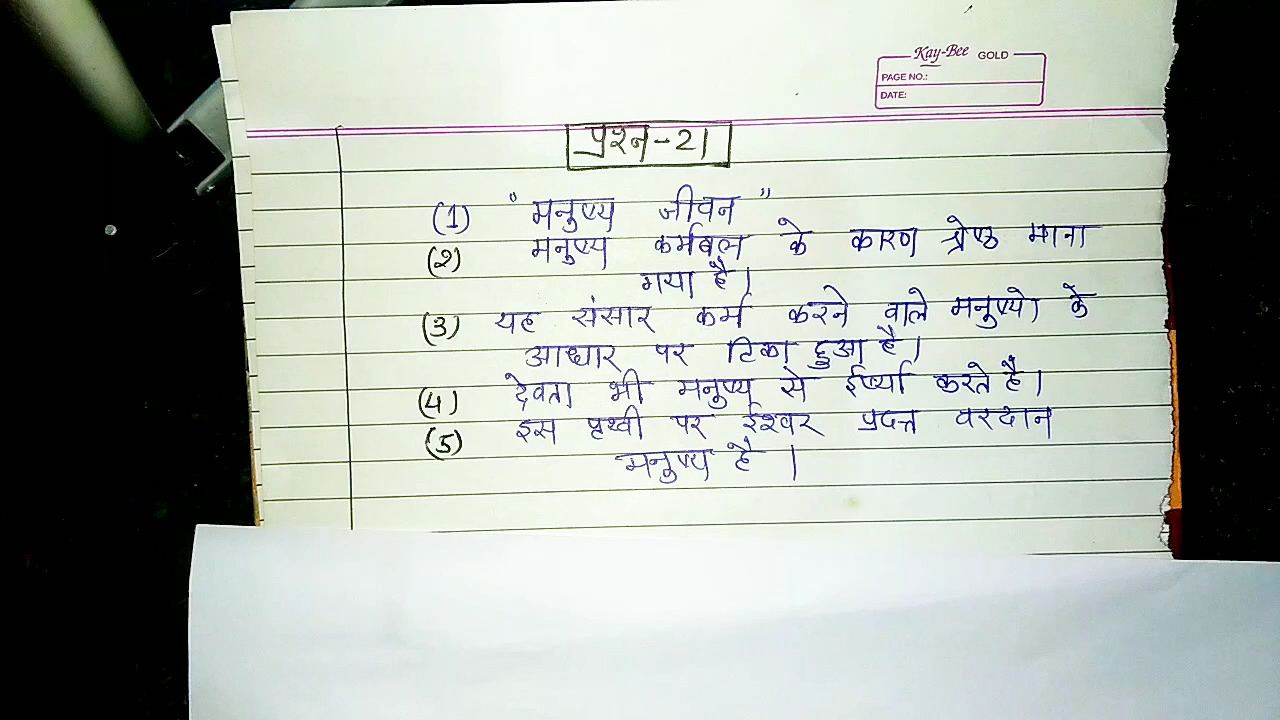 Kay-Bee GOLD
PAGE NO.:
DATE:
प्रश्न-21
(1) "मनुष्य जीवन"
(2) मनुष्य कर्मबल के कारण श्रेष्ठ माना
गया है।
(3) यह संसार कर्म करने वाले मनुष्यो के
आधार पर टिका हुआ है।
(4) देवता भी मनुष्य से ईर्ष्या करते है।
(5) इस पृथ्वी पर ईश्वर प्रदत्त वरदान
मनुष्य है।